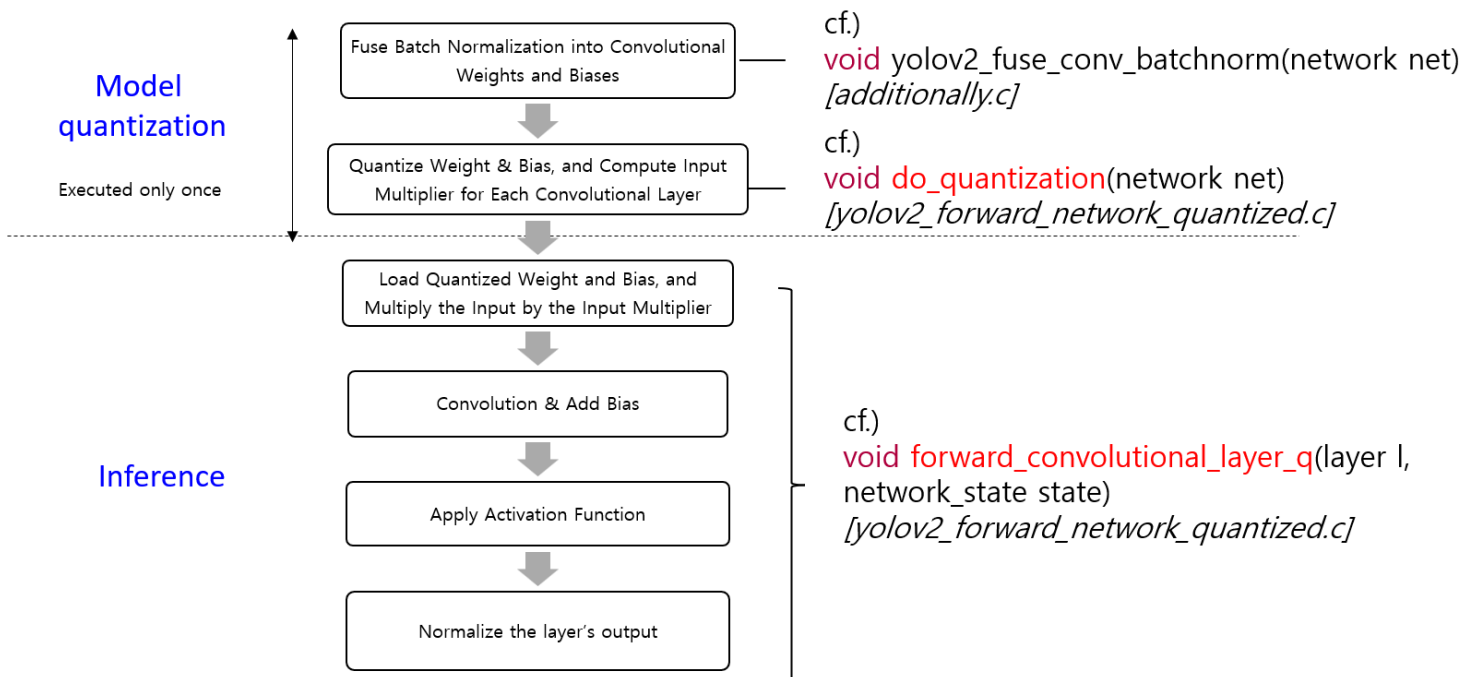 Model
quantization
Executed only once
Fuse Batch Normalization into Convolutional
Weights and Biases
cf.)
void yolov2_fuse_conv_batchnorm(network net)
[additionally.c]
Quantize Weight & Bias, and Compute Input
Multiplier for Each Convolutional Layer
cf.)
void do_quantization(network net)
[yolov2_forward_network_quantized.c]
Inference
Load Quantized Weight and Bias, and
Multiply the Input by the Input Multiplier
Convolution & Add Bias
Apply Activation Function
Normalize the layer's output
cf.)
void forward_convolutional_layer_q(layer l,
network_state state)
[yolov2_forward_network_quantized.c]